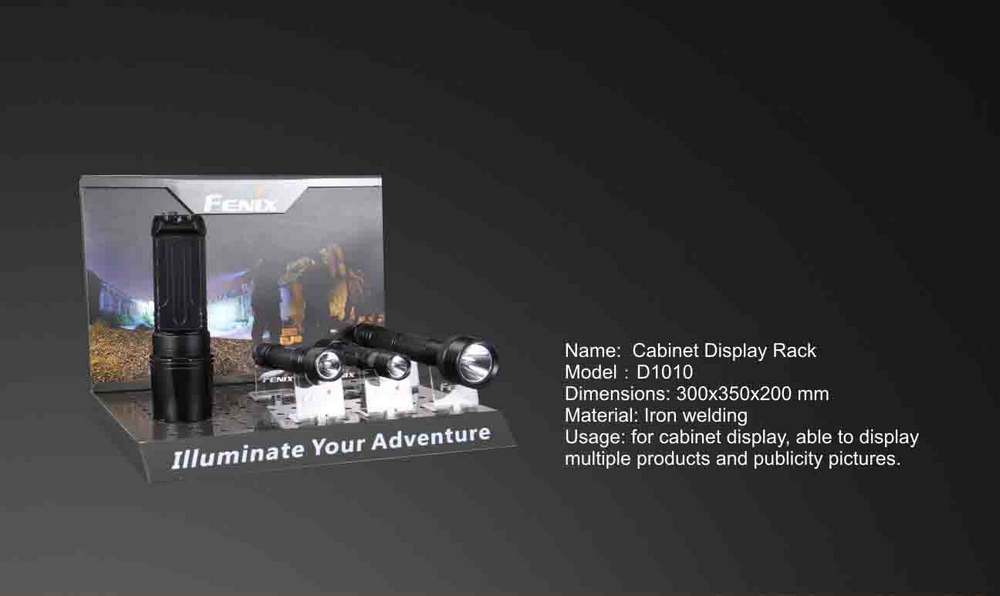 FENIX
FENIX
Illuminate Your Adventure
Name: Cabinet Display Rack
Model：D1010
Dimensions: 300x350x200 mm
Material: Iron welding
Usage: for cabinet display, able to display
multiple products and publicity pictures.